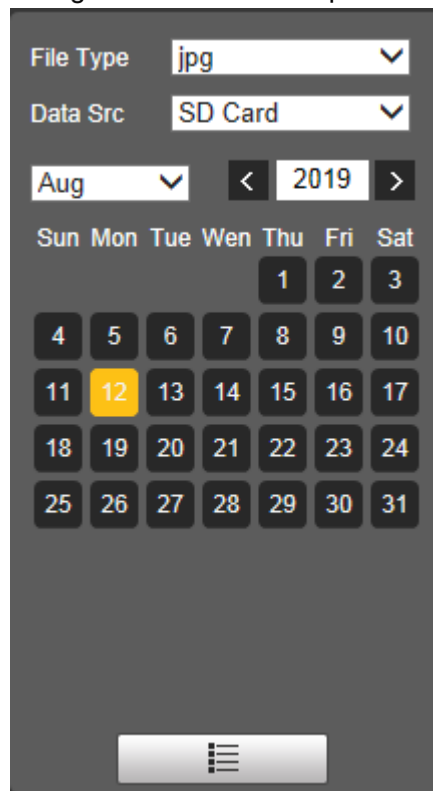 File Type jpg
Data Src SD Card
Aug 2019
Sun Mon Tue Wen Thu Fri Sat
1 2 3
4 5 6 7 8 9 10
11 12 13 14 15 16 17
18 19 20 21 22 23 24
25 26 27 28 29 30 31